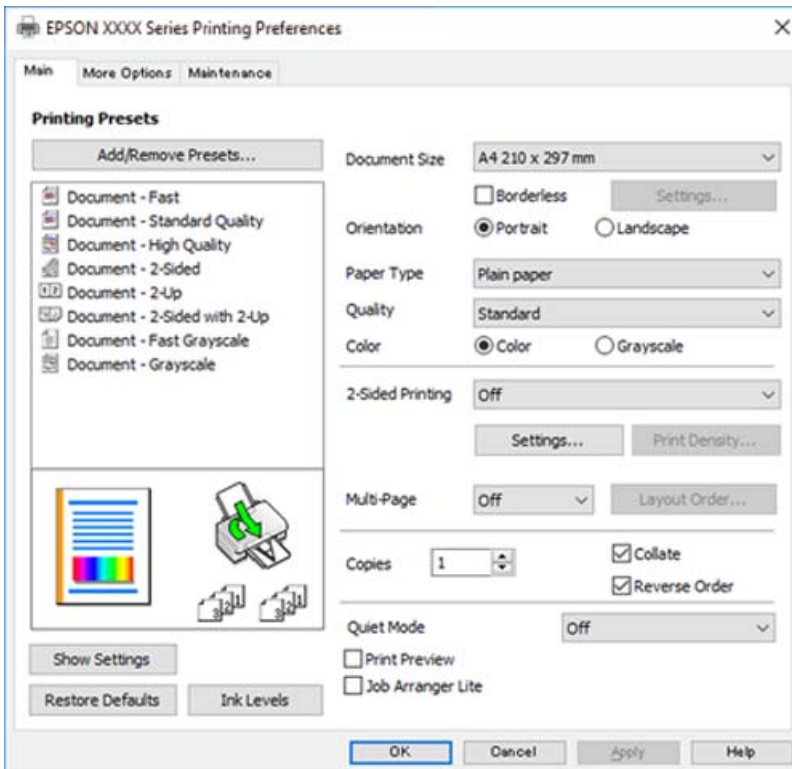 EPSON XXXX Series Printing Preferences
Main More Options Maintenance
Printing Presets
Add/Remove Presets...
Document - Fast
Document - Standard Quality
Document - High Quality
Document - 2-Sided
Document - 2-Up
Document - 2-Sided with 2-Up
Document - Fast Grayscale
Document - Grayscale
Show Settings
Restore Defaults Ink Levels
Document Size A4 210 x 297 mm
Borderless Settings...
Orientation Portrait Landscape
Paper Type Plain paper
Quality Standard
Color Color Grayscale
2-Sided Printing Off
Settings... Print Density...
Multi-Page Off Layout Order...
Copies 1 Collate
Reverse Order
Quiet Mode Off
Print Preview
Job Arranger Lite
OK Cancel Apply Help